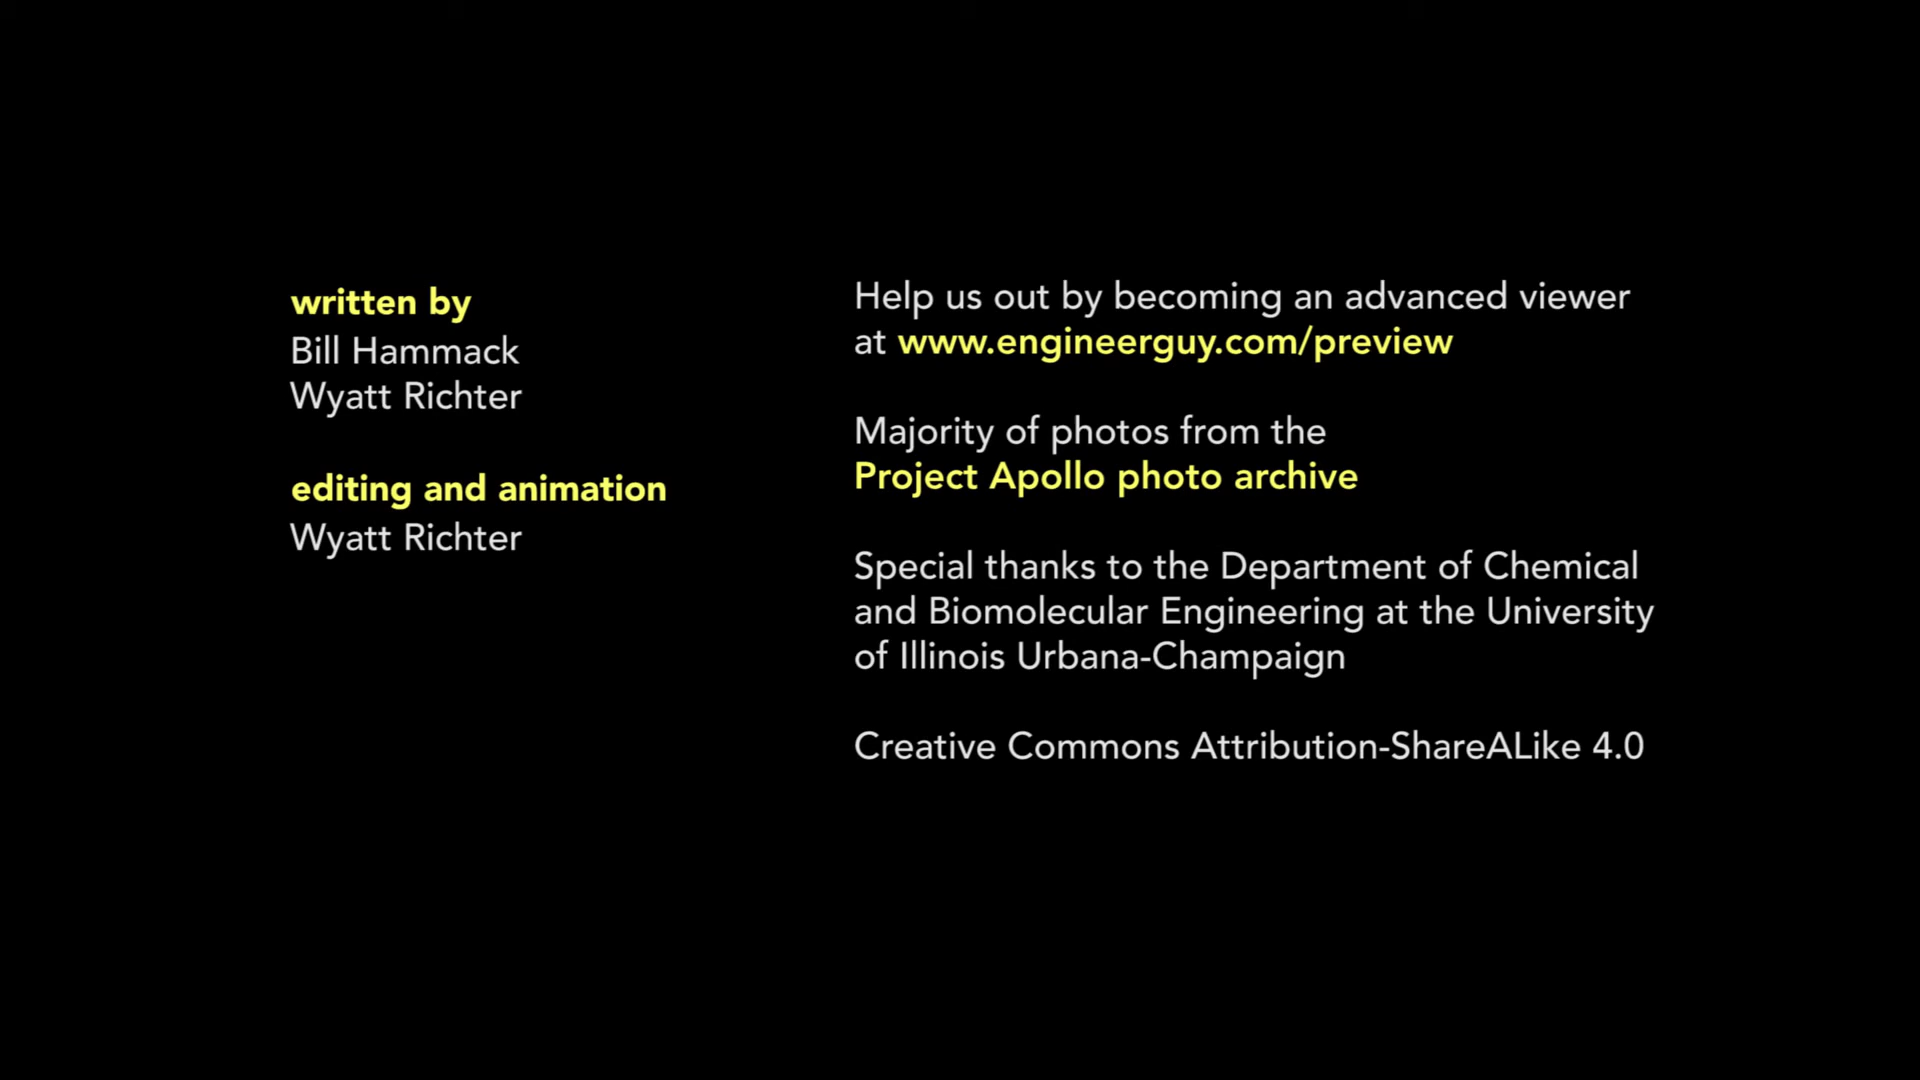 written by
Bill Hammack
Wyatt Richter
editing and animation
Wyatt Richter
Help us out by becoming an advanced viewer
at www.engineerguy.com/preview
Majority of photos from the
Project Apollo photo archive
Special thanks to the Department of Chemical
and Biomolecular Engineering at the University
of Illinois Urbana-Champaign
Creative Commons Attribution-ShareALike 4.0